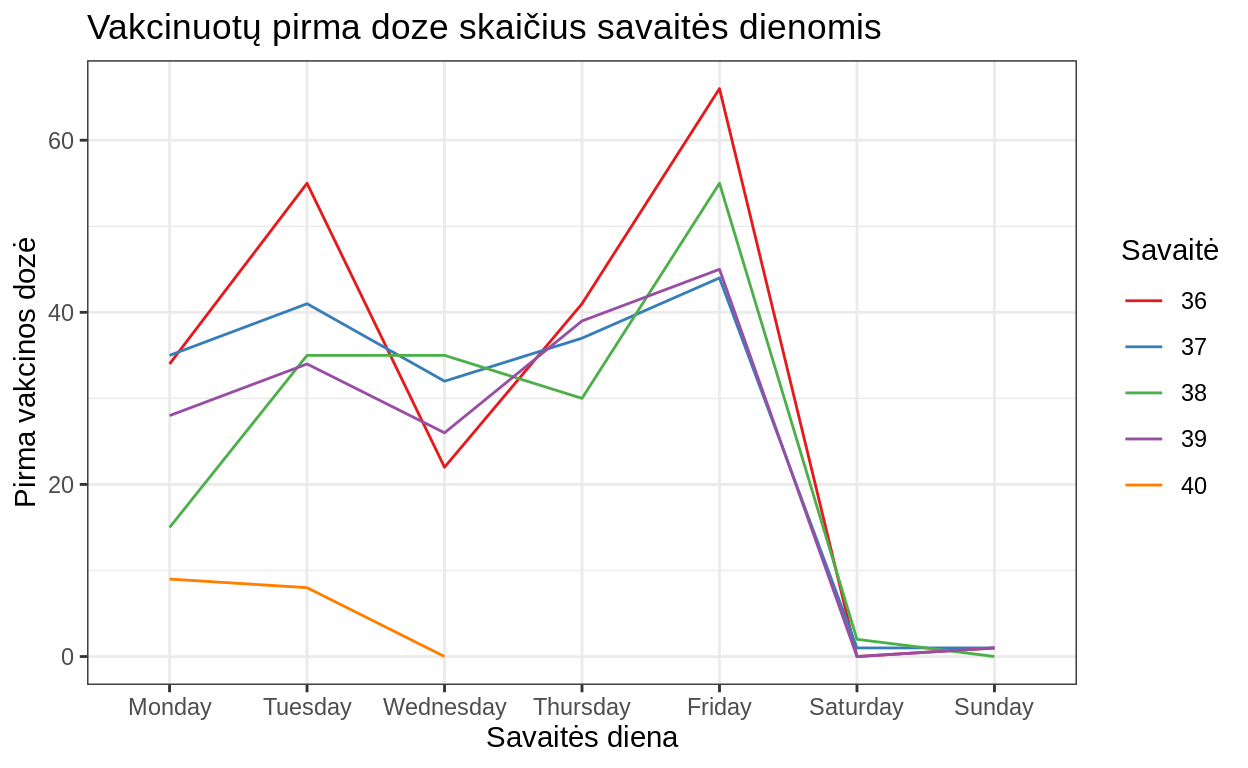 Vakcinuotų pirma doze skaičius savaitės dienomis
Pirma vakcinos dozė
60
40
20
0
Monday Tuesday Wednesday Thursday Friday Saturday Sunday
Savaitės diena
Savaitė
36
37
38
39
40